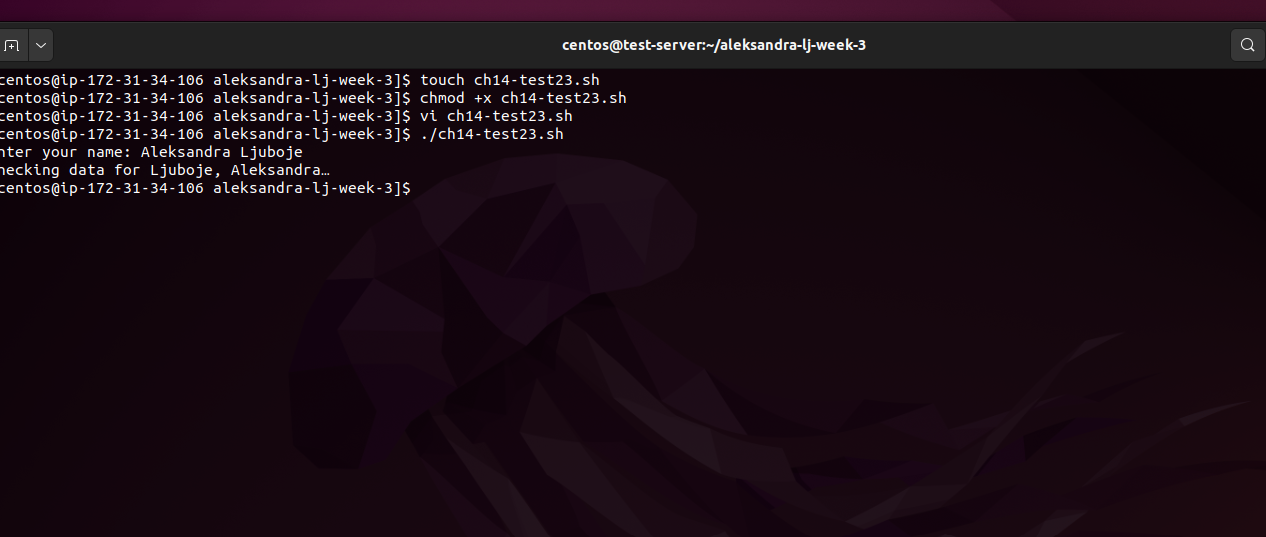 centos@test-server:~/aleksandra-lj-week-3
centos@ip-172-31-34-106 aleksandra-lj-week-3]$ touch ch14-test23.sh
centos@ip-172-31-34-106 aleksandra-lj-week-3]$ chmod +x ch14-test23.sh
centos@ip-172-31-34-106 aleksandra-lj-week-3]$ vi ch14-test23.sh
centos@ip-172-31-34-106 aleksandra-lj-week-3]$ ./ch14-test23.sh
nter your name: Aleksandra Ljuboje
hecking data for Ljuboje, Aleksandra…
centos@ip-172-31-34-106 aleksandra-lj-week-3]$